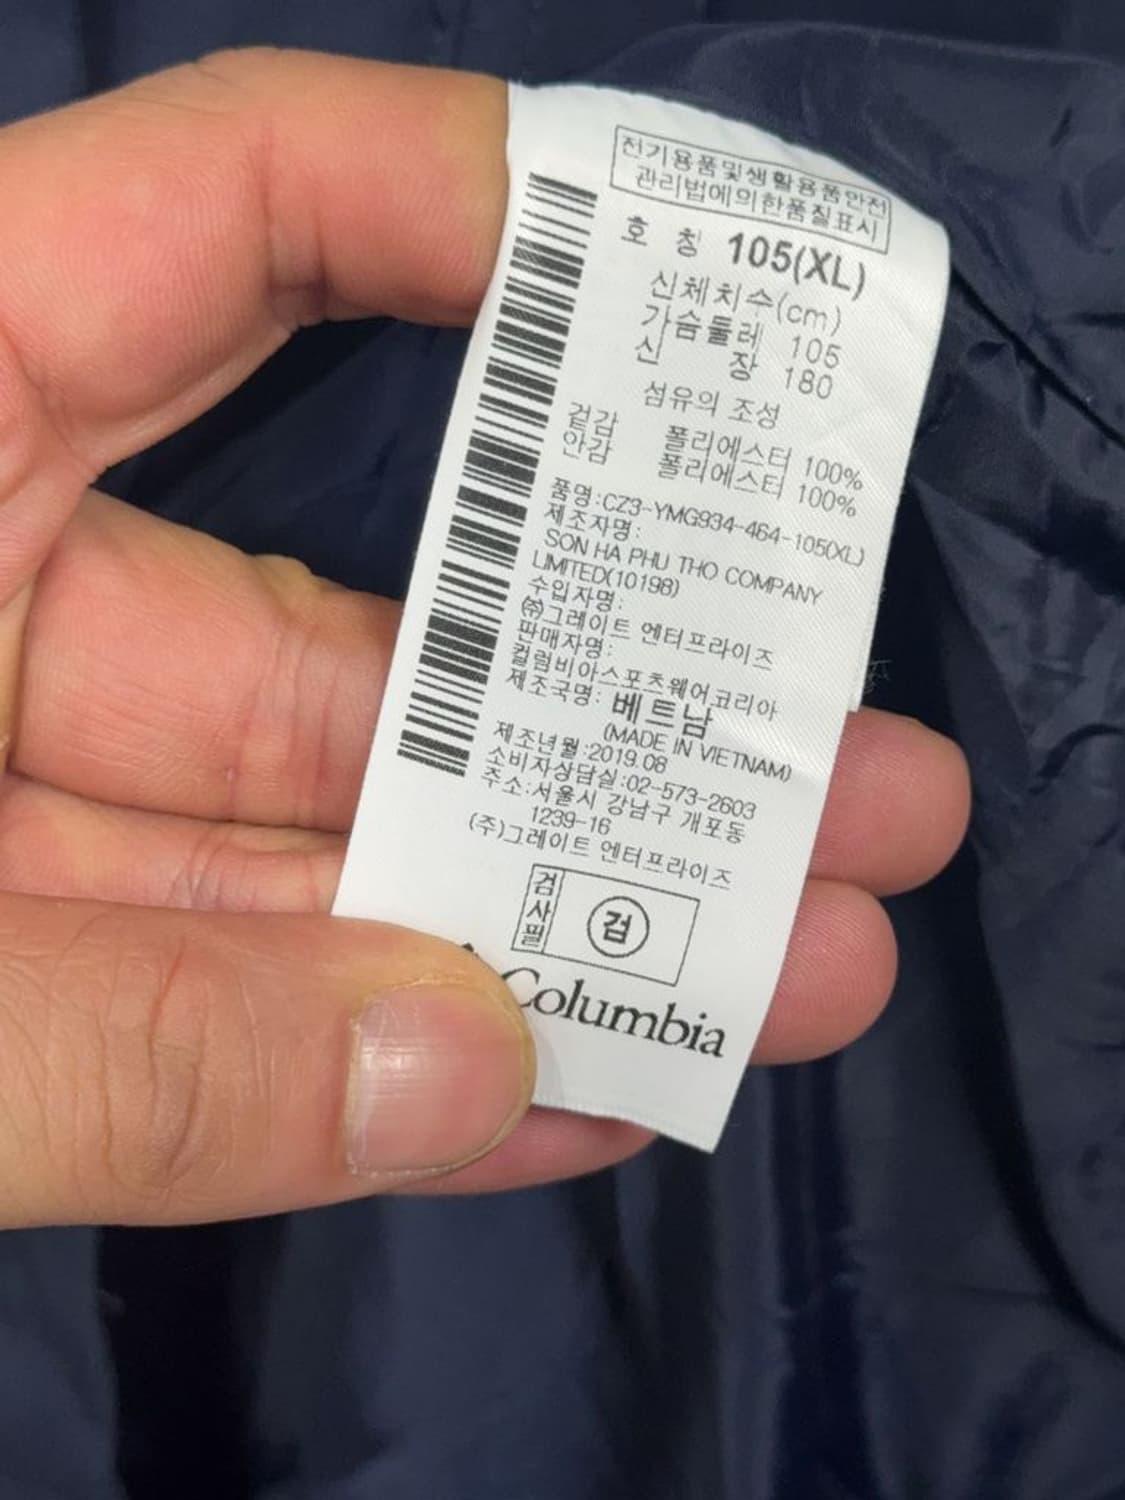 전기용품및생활용품안전
관리법에의한품질표시
호 칭 105(XL)
신체치수(cm)
가슴둘레 105
신 장 180
섬유의 조성
겉감 폴리에스터 100%
안감 폴리에스터 100%
품명:CZ3-YMG934-464-105(XL)
제조자명:
SON HA PHU THO COMPANY
LIMITED(10198)
수입자명:
㈜그레이트 엔터프라이즈
판매자명:
컬럼비아스포츠웨어코리아
제조국명: 베트남
(MADE IN VIETNAM)
제조년월:2019.08
소비자상담실:02-573-2603
주소:서울시 강남구 개포동
1239-16
(주)그레이트 엔터프라이즈
검사필
검
Columbia